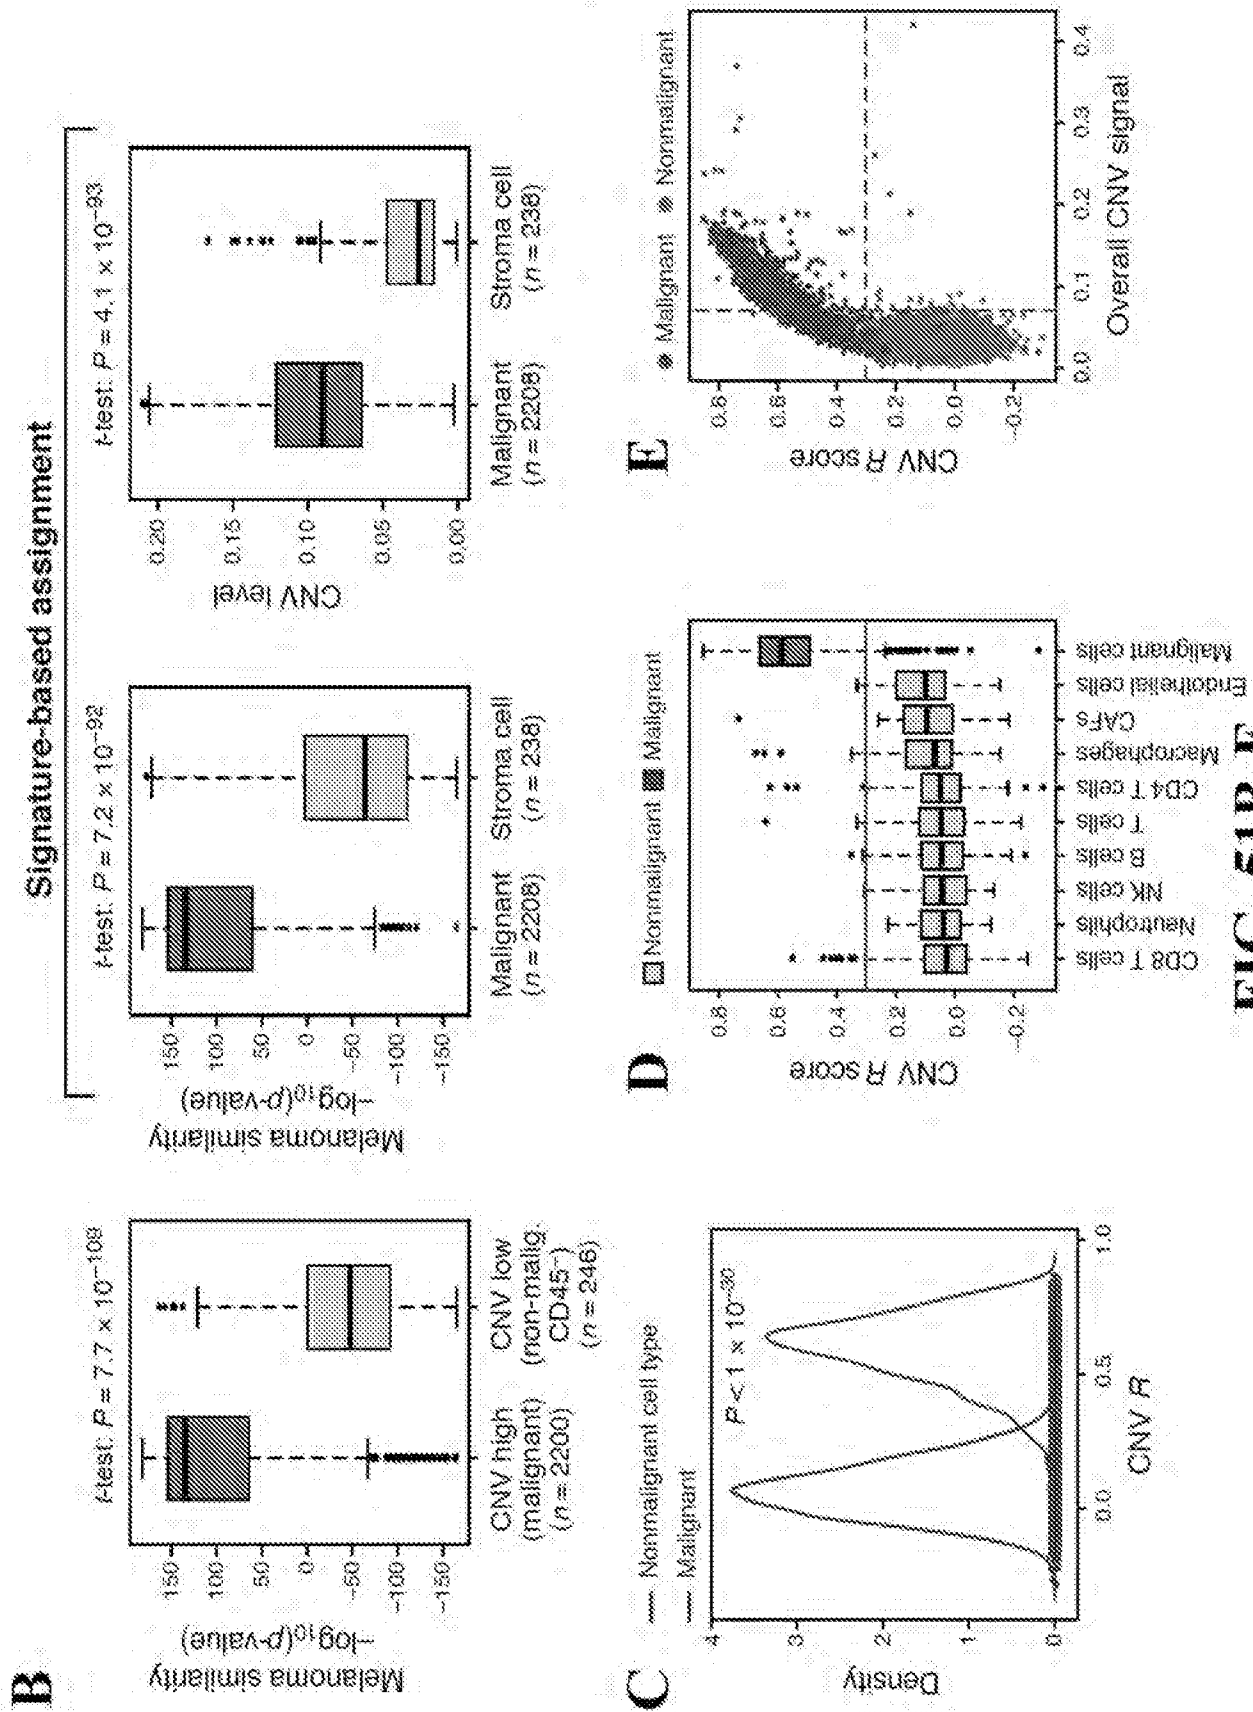 B
Signature-based assignment
t-test: P = 7.7 × 10⁻¹⁰⁹
Melanoma similarity
−log₁₀(p-value)
150
100
50
0
−50
−100
−150
CNV high
(malignant)
(n = 2200)
CNV low
(non-malig.
CD45⁻)
(n = 246)
t-test: P = 7.2 × 10⁻⁹²
Melanoma similarity
−log₁₀(p-value)
150
100
50
0
−50
−100
−150
Malignant
(n = 2208)
Stroma cell
(n = 238)
t-test: P = 4.1 × 10⁻⁹³
CNV level
0.20
0.15
0.10
0.05
0.00
Malignant
(n = 2208)
Stroma cell
(n = 238)
C
Nonmalignant cell type
Malignant
P < 1 × 10⁻³⁰
Density
4
3
2
1
0
0.0
0.5
1.0
CNV R
D
Nonmalignant
Malignant
CNV R score
0.8
0.6
0.4
0.2
0.0
−0.2
CD8 T cells
Neutrophils
NK cells
B cells
T cells
CD4 T cells
Macrophages
CAFs
Endothelial cells
Malignant cells
E
Malignant
Nonmalignant
CNV R score
0.8
0.6
0.4
0.2
0.0
−0.2
0.0
0.1
0.2
0.3
0.4
Overall CNV signal